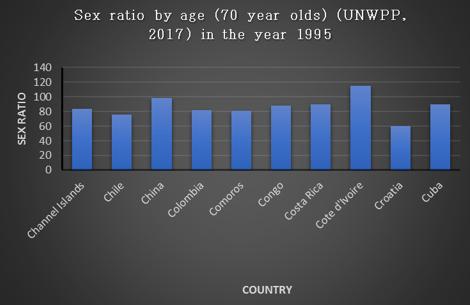 Sex ratio by age (70 year olds) (UNWPP,
2017) in the year 1995
SEX RATIO
140
120
100
80
60
40
20
0
Channel Islands
Chile
China
Colombia
Comoros
Congo
Costa Rica
Cote d'Ivoire
Croatia
Cuba
COUNTRY